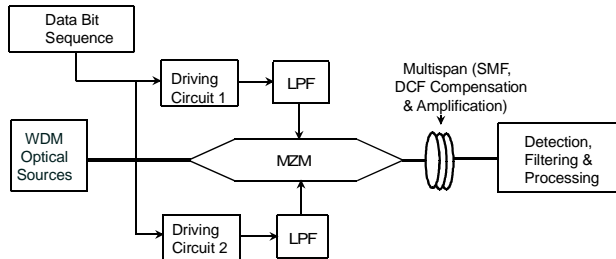 Data Bit
Sequence
Driving
Circuit 1
LPF
Multispan (SMF,
DCF Compensation
& Amplification)
WDM
Optical
Sources
MZM
Detection,
Filtering &
Processing
Driving
Circuit 2
LPF